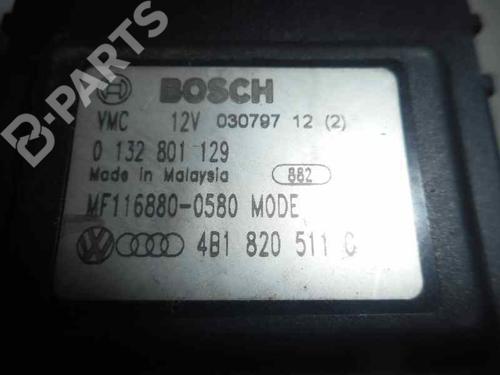 B-PARTS
BOSCH
VMC 12V 030797 12 (2)
0 132 801 129
Made in Malaysia 882
MF116880-0580 MODE
4B1 820 511 C